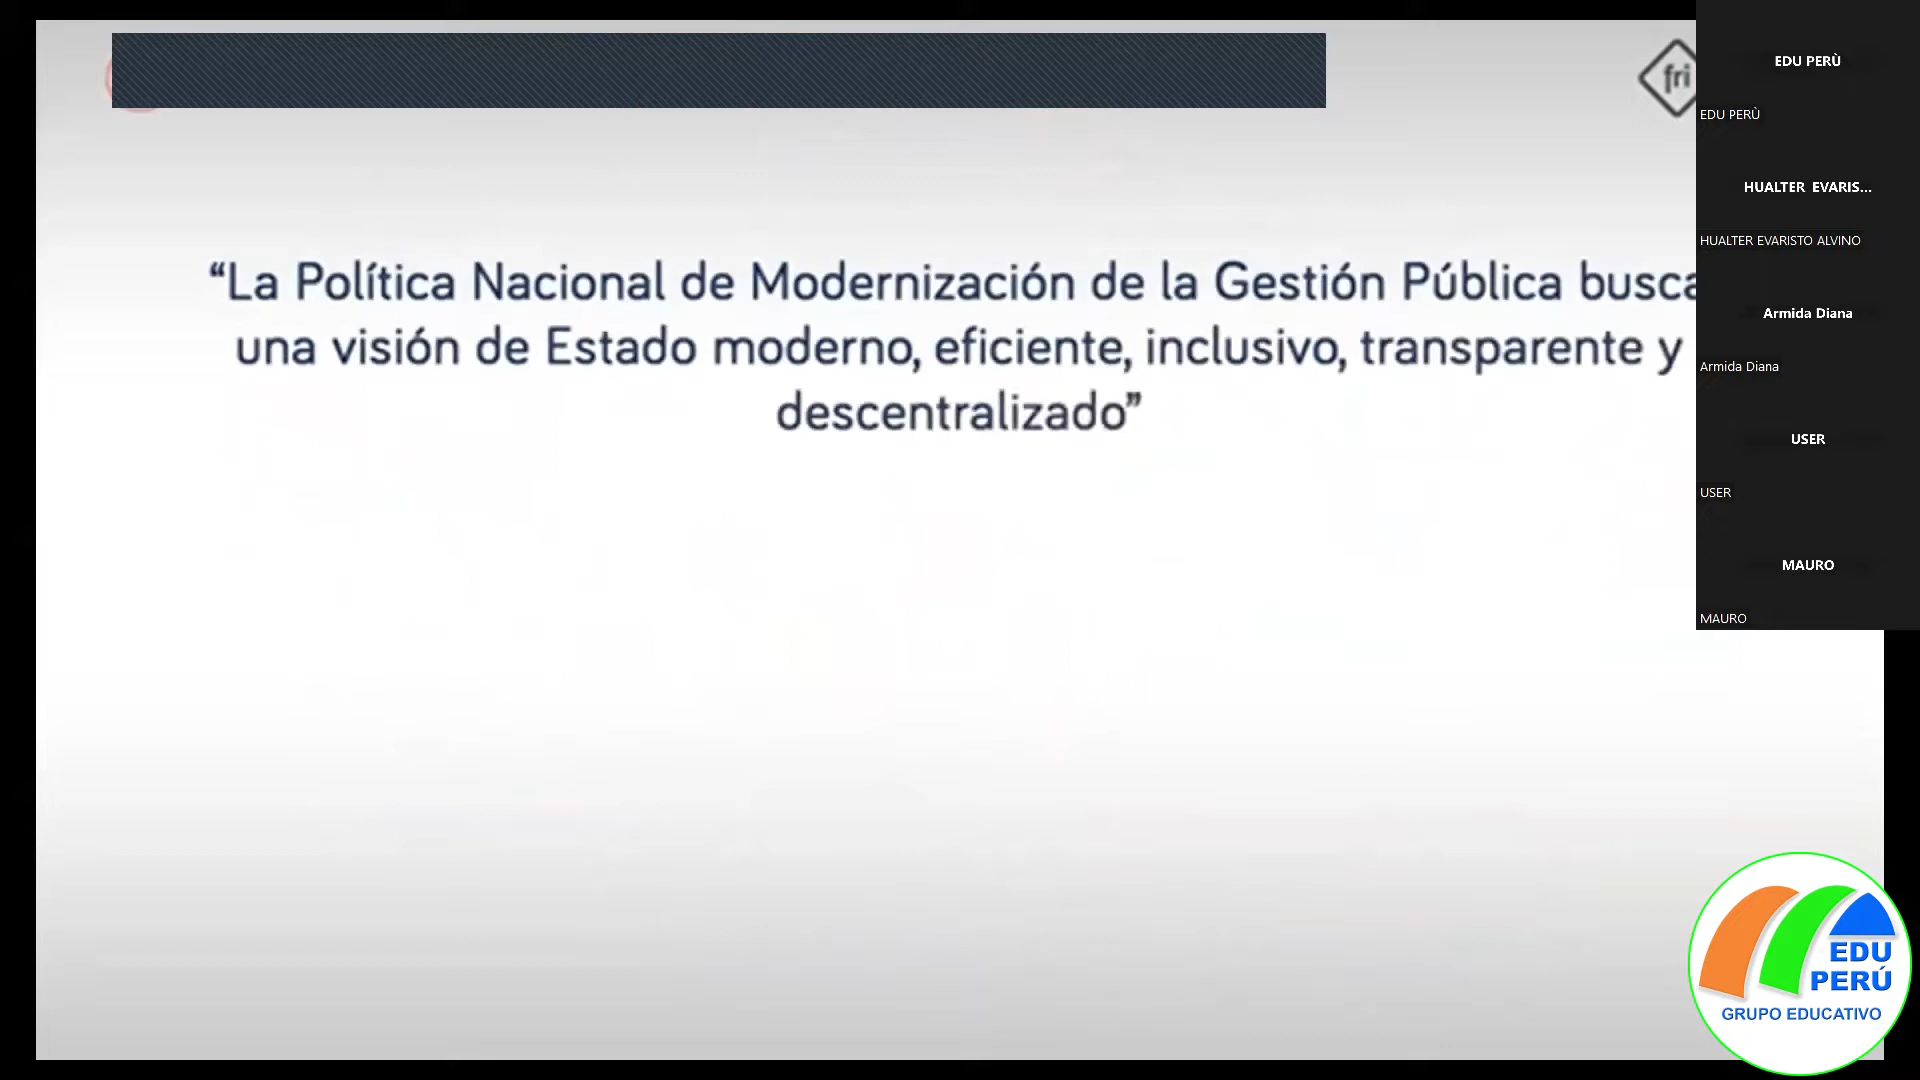 fri
“La Política Nacional de Modernización de la Gestión Pública busca
una visión de Estado moderno, eficiente, inclusivo, transparente y
descentralizado”
EDU PERÙ
EDU PERÙ
HUALTER EVARIS...
HUALTER EVARISTO ALVINO
Armida Diana
Armida Diana
USER
USER
MAURO
MAURO
EDU
PERÚ
GRUPO EDUCATIVO